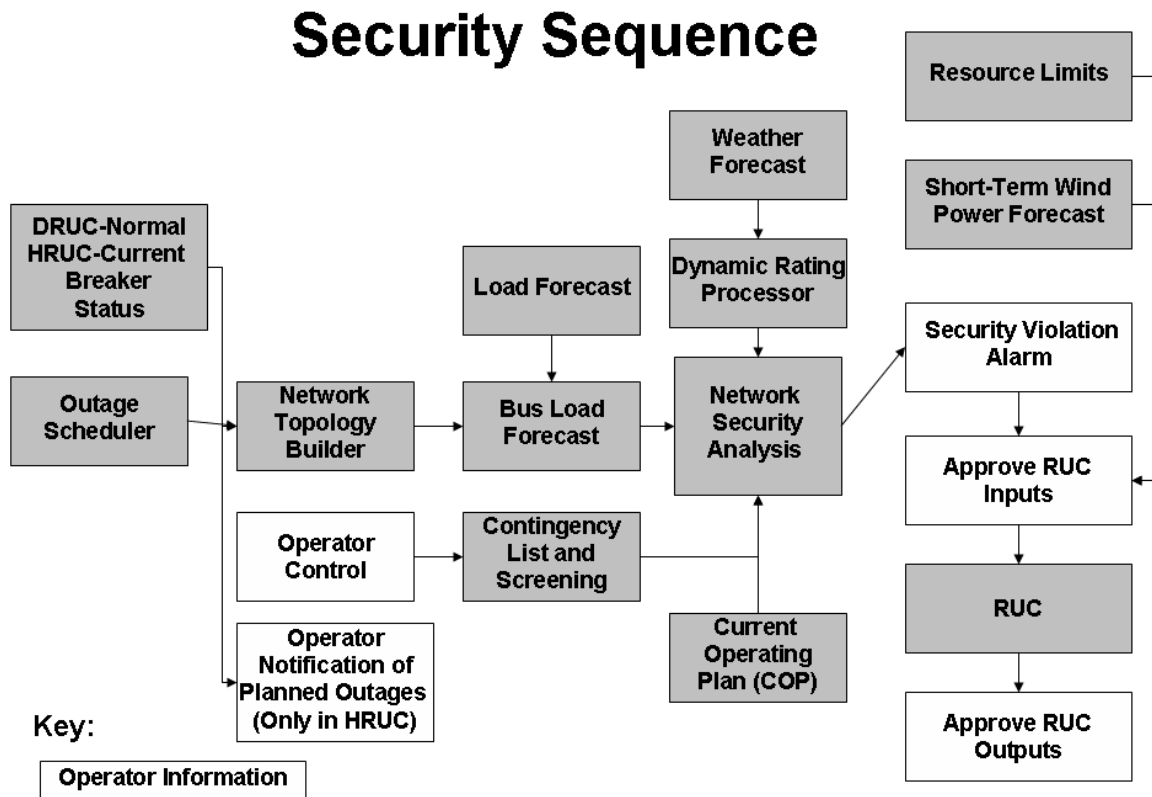 Security Sequence
Resource Limits
Weather
Forecast
Short-Term Wind
Power Forecast
DRUC-Normal
HRUC-Current
Breaker
Status
Load Forecast
Dynamic Rating
Processor
Security Violation
Alarm
Outage
Scheduler
Network
Topology
Builder
Bus Load
Forecast
Network
Security
Analysis
Approve RUC
Inputs
Operator
Control
Contingency
List and
Screening
RUC
Operator
Notification of
Planned Outages
(Only in HRUC)
Current
Operating
Plan (COP)
Approve RUC
Outputs
Key:
Operator Information